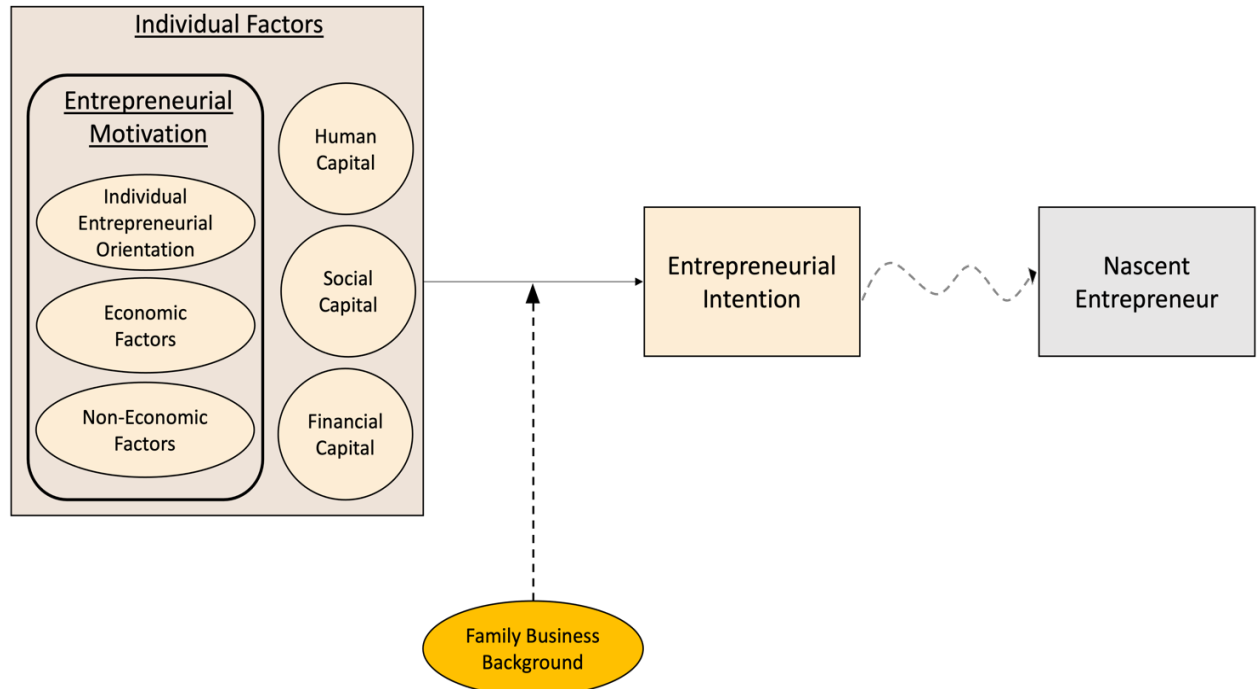 Individual Factors
Entrepreneurial
Motivation
Individual
Entrepreneurial
Orientation
Economic
Factors
Non-Economic
Factors
Human
Capital
Social
Capital
Financial
Capital
Entrepreneurial
Intention
Nascent
Entrepreneur
Family Business
Background